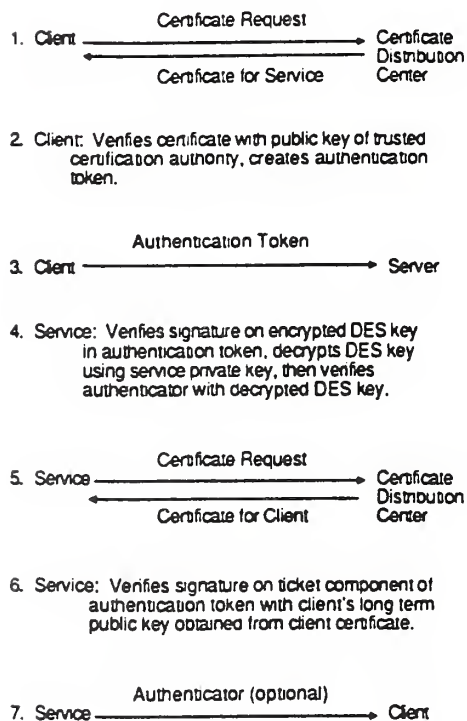 Certificate Request
1. Client Certificate
Distribution
Certificate for Service Center
2. Client: Verifies certificate with public key of trusted
certification authority, creates authentication
token.
Authentication Token
3. Client Server
4. Service: Verifies signature on encrypted DES key
in authentication token, decrypts DES key
using service private key, then verifies
authenticator with decrypted DES key.
Certificate Request
5. Service Certificate
Distribution
Certificate for Client Center
6. Service: Verifies signature on ticket component of
authentication token with client's long term
public key obtained from client certificate.
Authenticator (optional)
7. Service Client